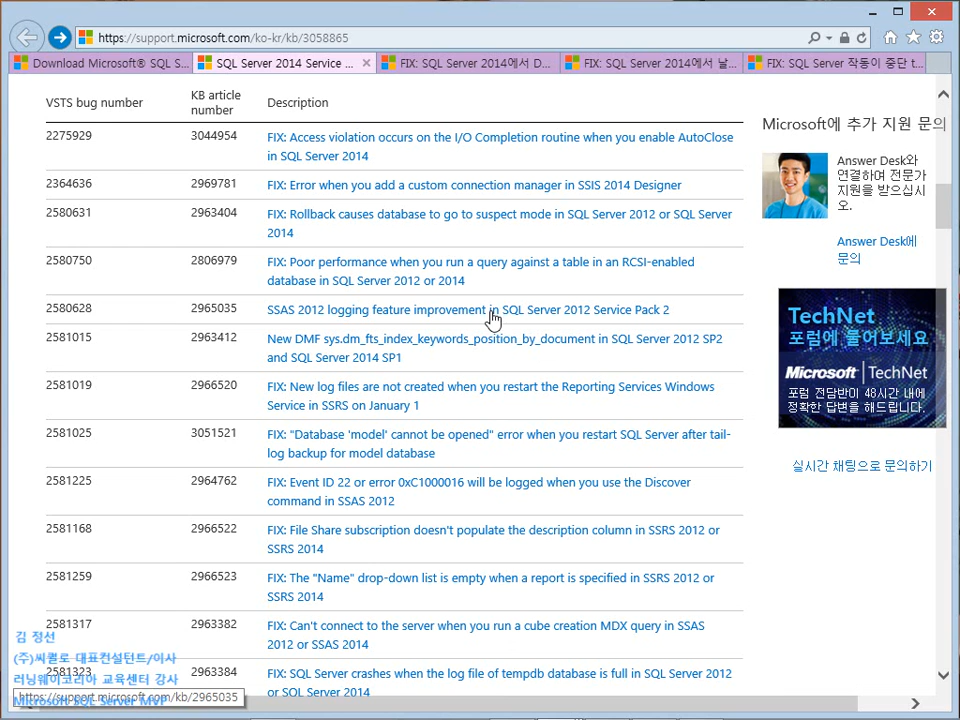 https://support.microsoft.com/ko-kr/kb/3058865
Download Microsoft® SQL S...
SQL Server 2014 Service ...
FIX: SQL Server 2014에서 D...
FIX: SQL Server 2014에서 날...
FIX: SQL Server 작동이 중단 t...
VSTS bug number
KB article number
Description
2275929 3044954 FIX: Access violation occurs on the I/O Completion routine when you enable AutoClose
in SQL Server 2014
2364636 2969781 FIX: Error when you add a custom connection manager in SSIS 2014 Designer
2580631 2963404 FIX: Rollback causes database to go to suspect mode in SQL Server 2012 or SQL Server
2014
2580750 2806979 FIX: Poor performance when you run a query against a table in an RCSI-enabled
database in SQL Server 2012 or 2014
2580628 2965035 SSAS 2012 logging feature improvement in SQL Server 2012 Service Pack 2
2581015 2963412 New DMF sys.dm_fts_index_keywords_position_by_document in SQL Server 2012 SP2
and SQL Server 2014 SP1
2581019 2966520 FIX: New log files are not created when you restart the Reporting Services Windows
Service in SSRS on January 1
2581025 3051521 FIX: "Database 'model' cannot be opened" error when you restart SQL Server after tail-
log backup for model database
2581225 2964762 FIX: Event ID 22 or error 0xC1000016 will be logged when you use the Discover
command in SSAS 2012
2581168 2966522 FIX: File Share subscription doesn't populate the description column in SSRS 2012 or
SSRS 2014
2581259 2966523 FIX: The "Name" drop-down list is empty when a report is specified in SSRS 2012 or
SSRS 2014
2581317 2963382 FIX: Can't connect to the server when you run a cube creation MDX query in SSAS
2012 or SSAS 2014
2581323 2963384 FIX: SQL Server crashes when the log file of tempdb database is full in SQL Server 2012
or SQL Server 2014
Microsoft에 추가 지원 문의
Answer Desk와
연결하여 전문가
지원을 받으십시
오.
Answer Desk에
문의
TechNet
포럼에 물어보세요
Microsoft | TechNet
포럼 전담반이 48시간 내에
정확한 답변을 해드립니다.
실시간 채팅으로 문의하기
김 정선
(주)씨퀄로 대표컨설턴트/이사
러닝웨이코리아 교육센터 강사
Microsoft SQL Server MVP
https://support.microsoft.com/kb/2965035